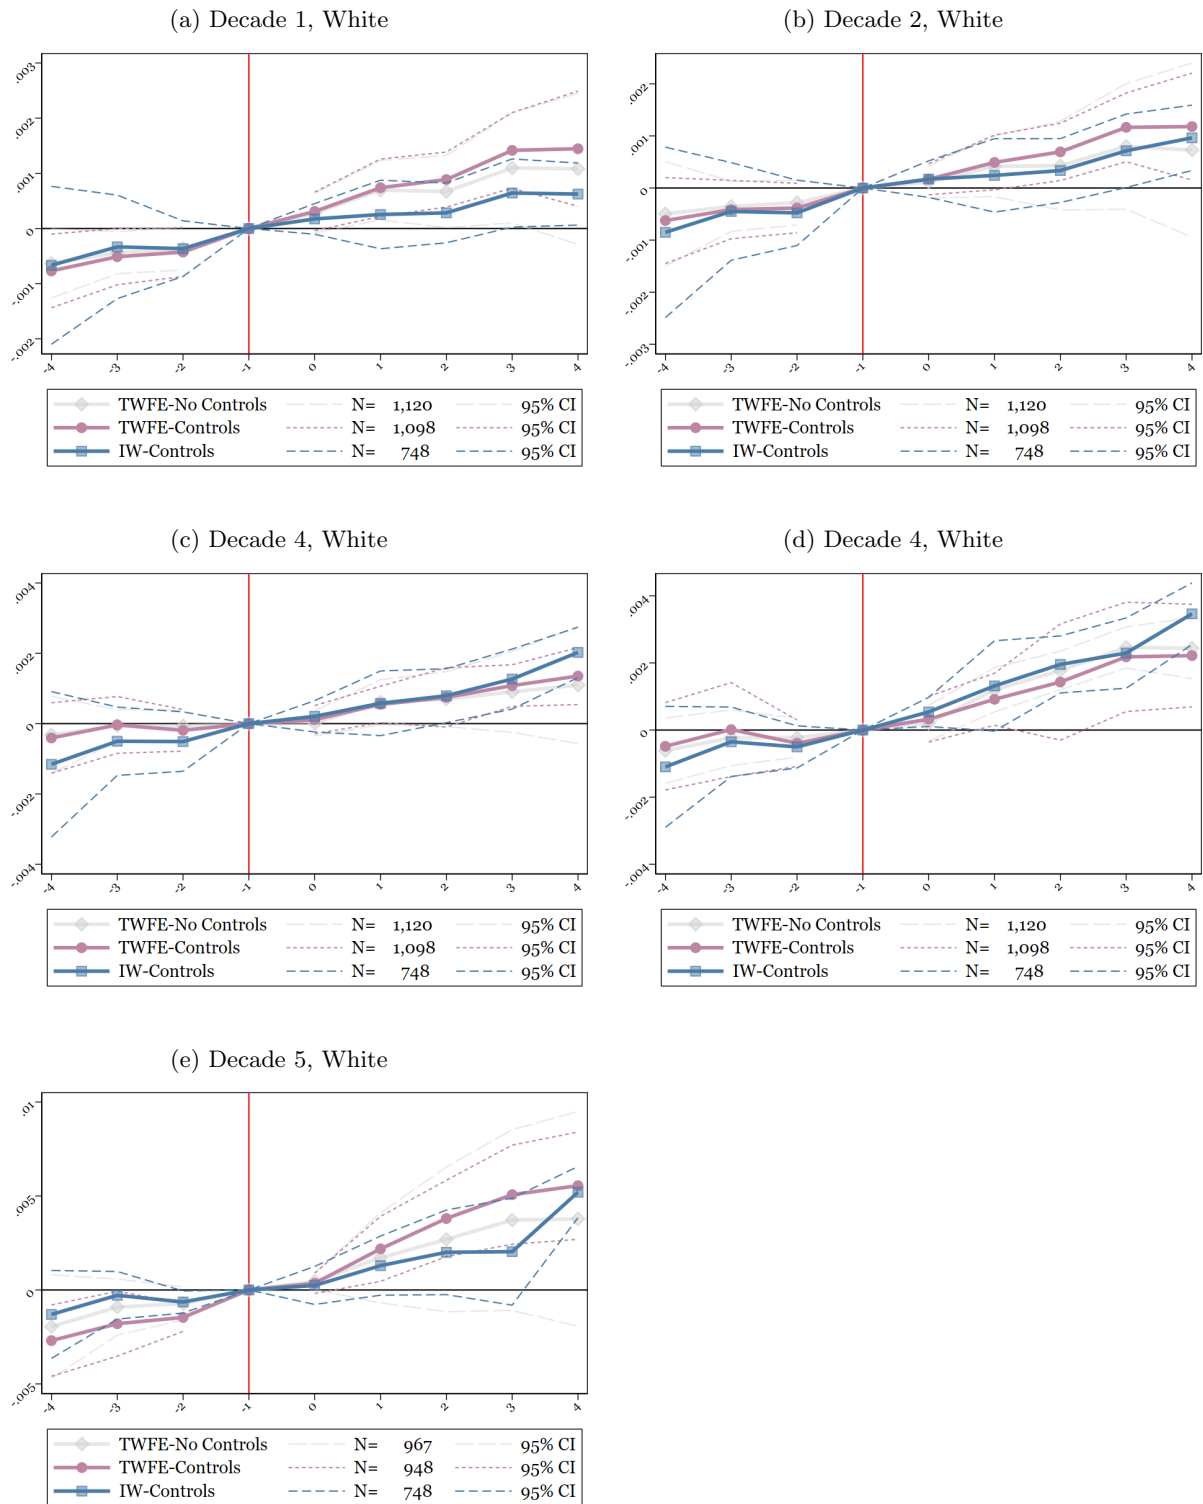 (a) Decade 1, White
.003
.002
.001
0
-.001
-.002
-4 -3 -2 -1 0 1 2 3 4
TWFE-No Controls N= 1,120 95% CI
TWFE-Controls N= 1,098 95% CI
IW-Controls N= 748 95% CI
(b) Decade 2, White
.002
.001
0
-.001
-.002
-.003
-4 -3 -2 -1 0 1 2 3 4
TWFE-No Controls N= 1,120 95% CI
TWFE-Controls N= 1,098 95% CI
IW-Controls N= 748 95% CI
(c) Decade 4, White
.004
.002
0
-.002
-.004
-4 -3 -2 -1 0 1 2 3 4
TWFE-No Controls N= 1,120 95% CI
TWFE-Controls N= 1,098 95% CI
IW-Controls N= 748 95% CI
(d) Decade 4, White
.004
.002
0
-.002
-.004
-4 -3 -2 -1 0 1 2 3 4
TWFE-No Controls N= 1,120 95% CI
TWFE-Controls N= 1,098 95% CI
IW-Controls N= 748 95% CI
(e) Decade 5, White
.01
.005
0
-.005
-4 -3 -2 -1 0 1 2 3 4
TWFE-No Controls N= 967 95% CI
TWFE-Controls N= 948 95% CI
IW-Controls N= 748 95% CI